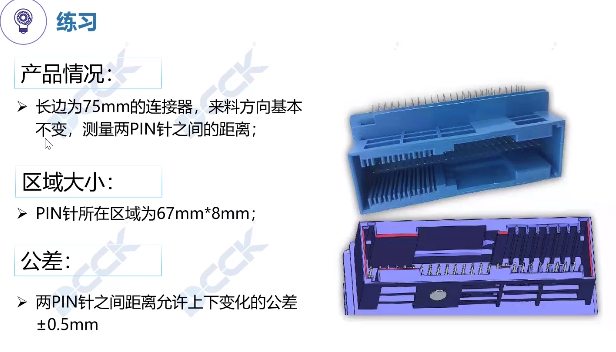 练习
产品情况：
➢ 长边为75mm的连接器，来料方向基本
不变，测量两PIN针之间的距离；
区域大小：
➢ PIN针所在区域为67mm*8mm；
公差：
➢ 两PIN针之间距离允许上下变化的公差
±0.5mm